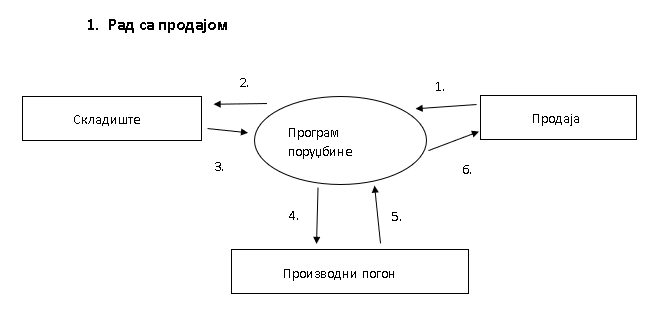 1. Рад са продајом
2.
1.
Складиште
Програм
поруџбине
Продаја
3.
6.
4.
5.
Производни погон